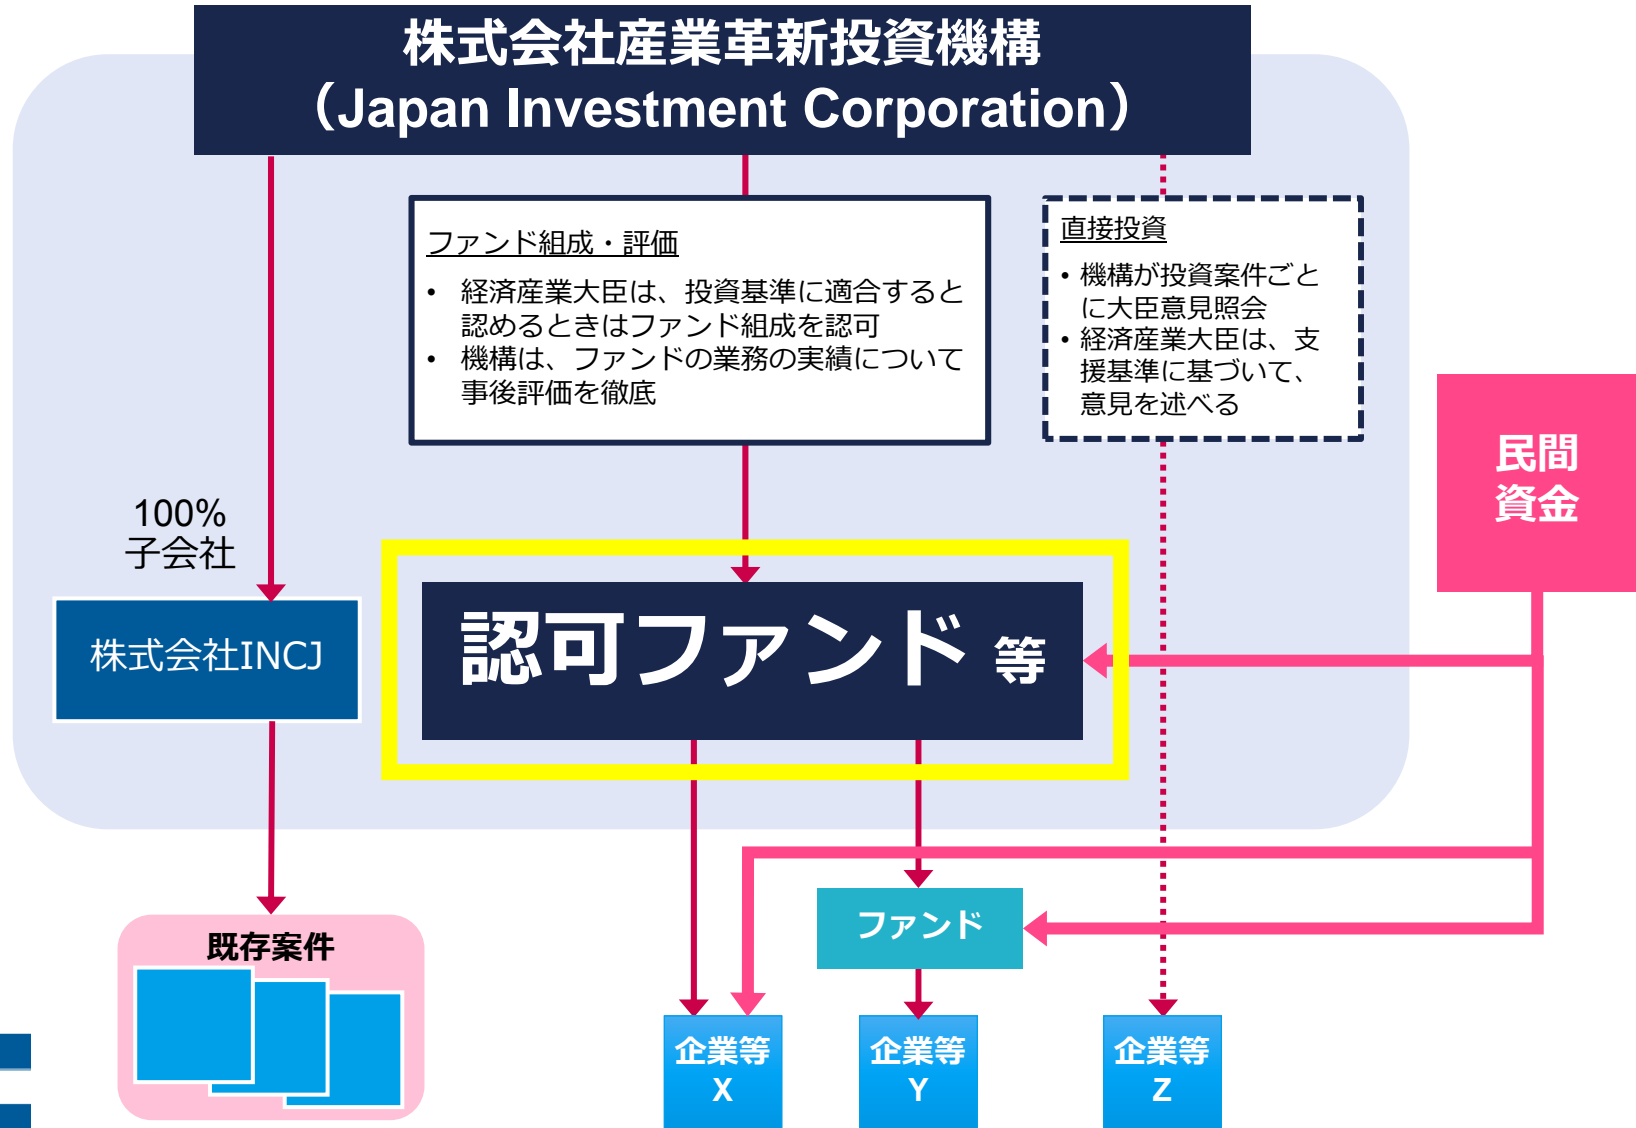 株式会社産業革新投資機構
（Japan Investment Corporation）
ファンド組成・評価
• 経済産業大臣は、投資基準に適合すると
認めるときはファンド組成を認可
• 機構は、ファンドの業務の実績について
事後評価を徹底
直接投資
• 機構が投資案件ごと
に大臣意見照会
• 経済産業大臣は、支
援基準に基づいて、
意見を述べる
民間
資金
100%
子会社
株式会社INCJ
認可ファンド 等
ファンド
既存案件
企業等
X
企業等
Y
企業等
Z